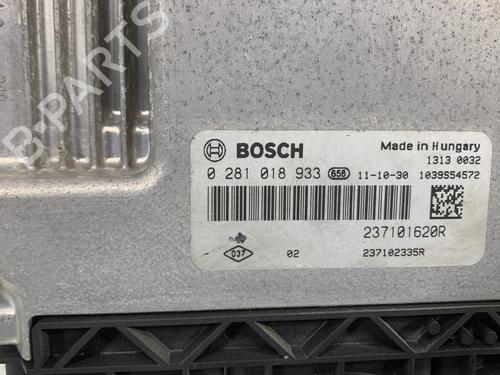 B-PARTS
BOSCH
Made in Hungary
1313 0032
0 281 018 933 658 11-10-30 1039S54572
237101620R
037 02 237102335R